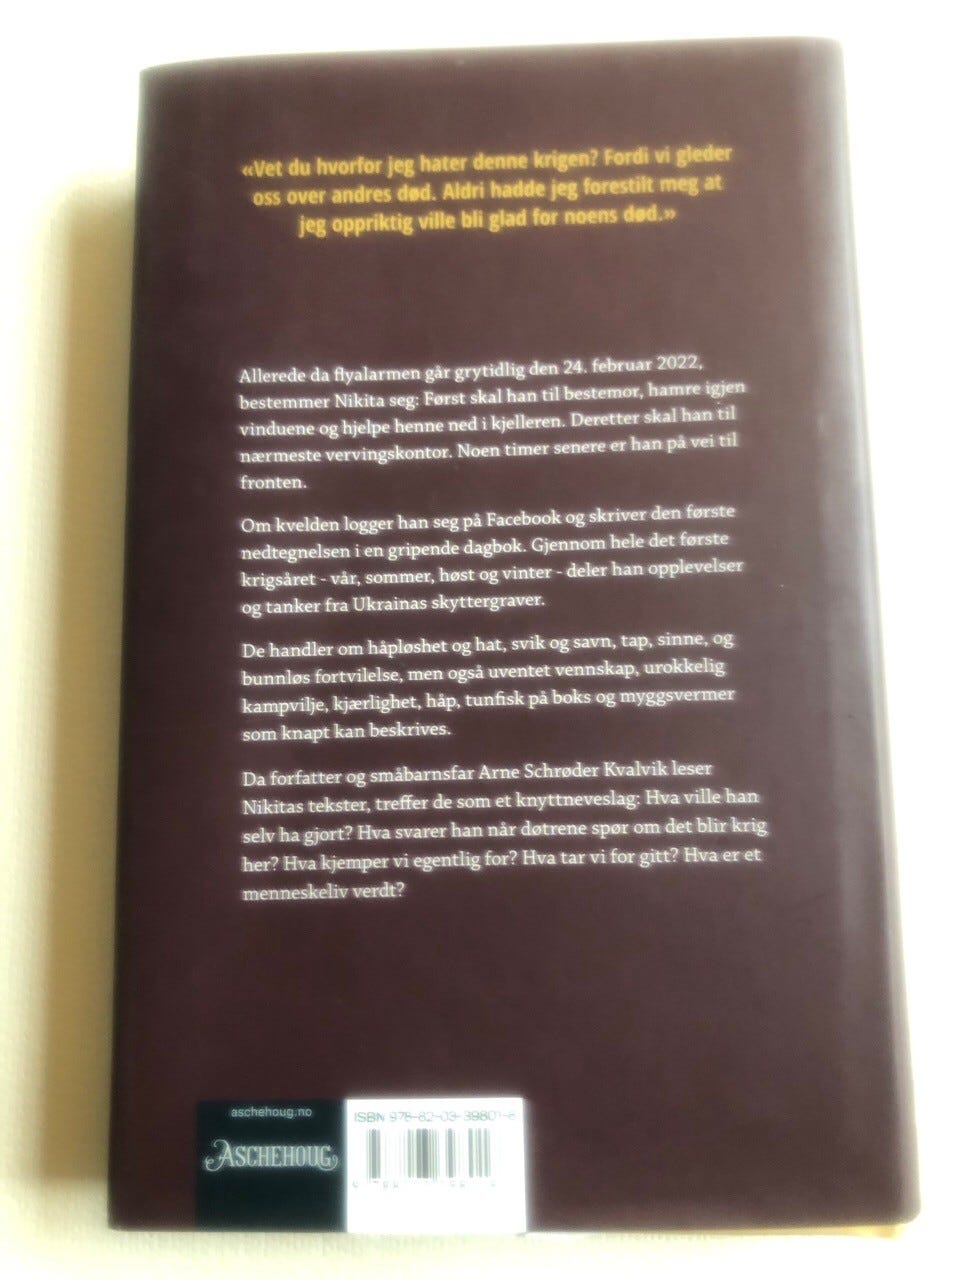 «Vet du hvorfor jeg hater denne krigen? Fordi vi gleder
oss over andres død. Aldri hadde jeg forestilt meg at
jeg oppriktig ville bli glad for noens død.»
Allerede da flyalarmen går grytidlig den 24. februar 2022,
bestemmer Nikita seg: Først skal han til bestemor, hamre igjen
vinduene og hjelpe henne ned i kjelleren. Deretter skal han til
nærmeste vervingskontor. Noen timer senere er han på vei til
fronten.
Om kvelden logger han seg på Facebook og skriver den første
nedtegnelsen i en gripende dagbok. Gjennom hele det første
krigsåret - vår, sommer, høst og vinter - deler han opplevelser
og tanker fra Ukrainas skyttergraver.
De handler om håpløshet og hat, svik og savn, tap, sinne, og
bunnløs fortvilelse, men også uventet vennskap, urokkelig
kampvilje, kjærlighet, håp, tunfisk på boks og myggsvermer
som knapt kan beskrives.
Da forfatter og småbarnsfar Arne Schrøder Kvalvik leser
Nikitas tekster, treffer de som et knyttneveslag: Hva ville han
selv ha gjort? Hva svarer han når døtrene spør om det blir krig
her? Hva kjemper vi egentlig for? Hva tar vi for gitt? Hva er et
menneskeliv verdt?
aschehoug.no
ASCHEHOUG
ISBN 978-82-03-39801-8